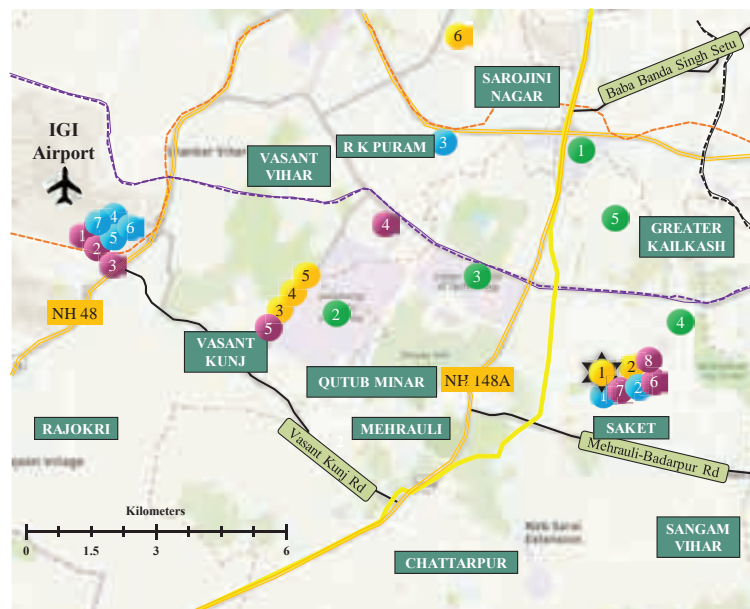 6
Baba Banda Singh Setu
SAROJINI
NAGAR
IGI
Airport
R K PURAM
3
1
VASANT
VIHAR
7
4
1
5
6
2
3
4
5
GREATER
KAILKASH
5
4
3
5
2
3
4
NH 48
VASANT
KUNJ
QUTUB MINAR
NH 148A
1
2
8
1
7
2
6
RAJOKRI
MEHRAULI
SAKET
2
Vasant Kunj Rd
Mehrauli-Badarpur Rd
Kilometers
0
1.5
3
6
CHATTARPUR
SANGAM
VIHAR
Extension